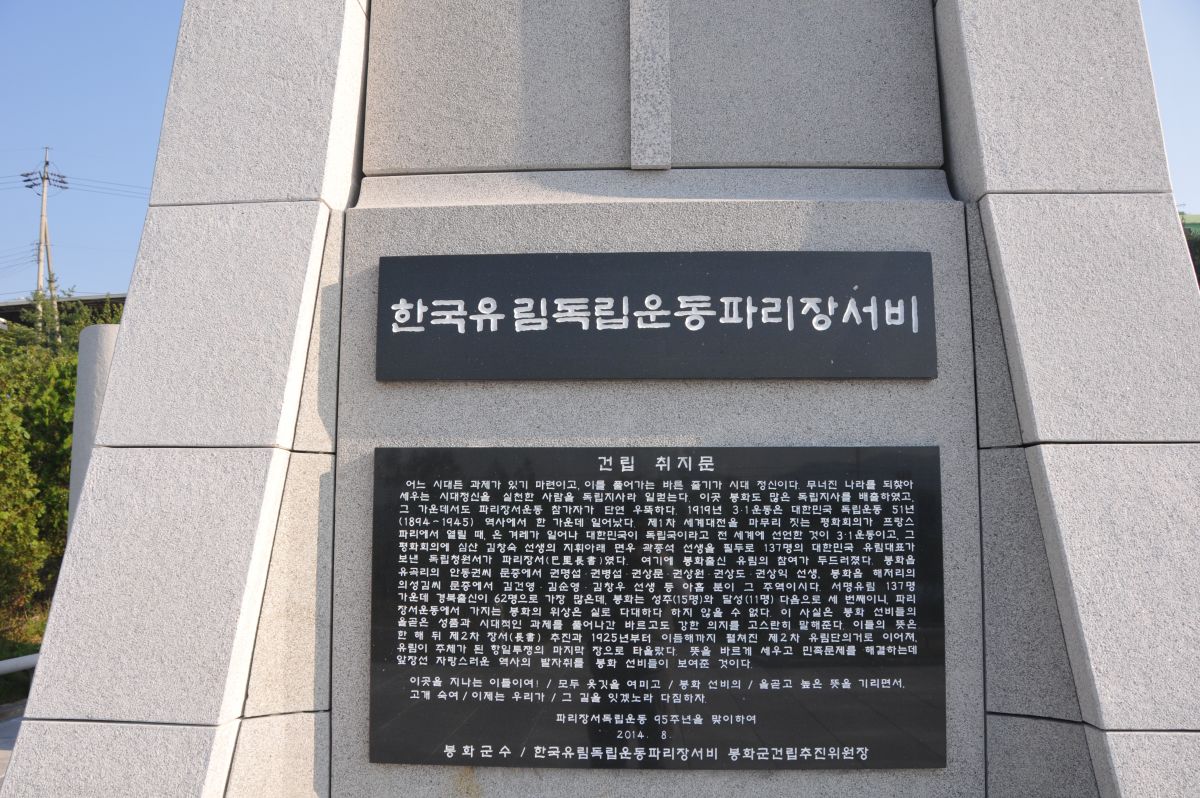 한국유림독립운동파리장서비
건립 취지문
어느 시대든 과제가 있기 마련이고, 이를 풀어가는 바른 줄기가 시대 정신이다. 무너진 나라를 되찾아
세우는 시대정신을 실천한 사람을 독립지사라 일컫는다. 이곳 봉화도 많은 독립지사를 배출하였고,
그 가운데서도 파리장서운동 참가자가 단연 우뚝하다. 1919년 3·1운동은 대한민국 독립운동 51년
(1894~1945) 역사에서 한 가운데 일어났다. 제1차 세계대전을 마무리 짓는 평화회의가 프랑스
파리에서 열릴 때, 온 겨레가 일어나 대한민국이 독립국이라고 전 세계에 선언한 것이 3·1운동이고, 그
평화회의에 심산 김창숙 선생의 지휘아래 면우 곽종석 선생을 필두로 137명의 대한민국 유림대표가
보낸 독립청원서가 파리장서(巴里長書)였다. 여기에 봉화출신 유림의 참여가 두드러졌다. 봉화읍
유곡리의 안동권씨 문중에서 권명섭·권병섭·권상문·권상원·권상도·권상익 선생, 봉화읍 해저리의
의성김씨 문중에서 김건영·김순영·김창우 선생 등 아홉 분이 그 주역이시다. 서명유림 137명
가운데 경북출신이 62명으로 가장 많은데, 봉화는 성주(15명)와 달성(11명) 다음으로 세 번째이니, 파리
장서운동에서 가지는 봉화의 위상은 실로 다대하다 하지 않을 수 없다. 이 사실은 봉화 선비들의
올곧은 성품과 시대적인 과제를 풀어나간 바르고도 강한 의지를 고스란히 말해준다. 이들의 뜻은
한 해 뒤 제2차 장서(長書) 추진과 1925년부터 이듬해까지 펼쳐진 제2차 유림단의거로 이어져,
유림이 주체가 된 항일투쟁의 마지막 장으로 타올랐다. 뜻을 바르게 세우고 민족문제를 해결하는데
앞장선 자랑스러운 역사의 발자취를 봉화 선비들이 보여준 것이다.
이곳을 지나는 이들이여! / 모두 옷깃을 여미고 / 봉화 선비의 / 올곧고 높은 뜻을 기리면서,
고개 숙여 / 이제는 우리가 / 그 길을 잇겠노라 다짐하자.
파리장서독립운동 95주년을 맞이하여
2014. 8.
봉화군수 / 한국유림독립운동파리장서비 봉화군건립추진위원장